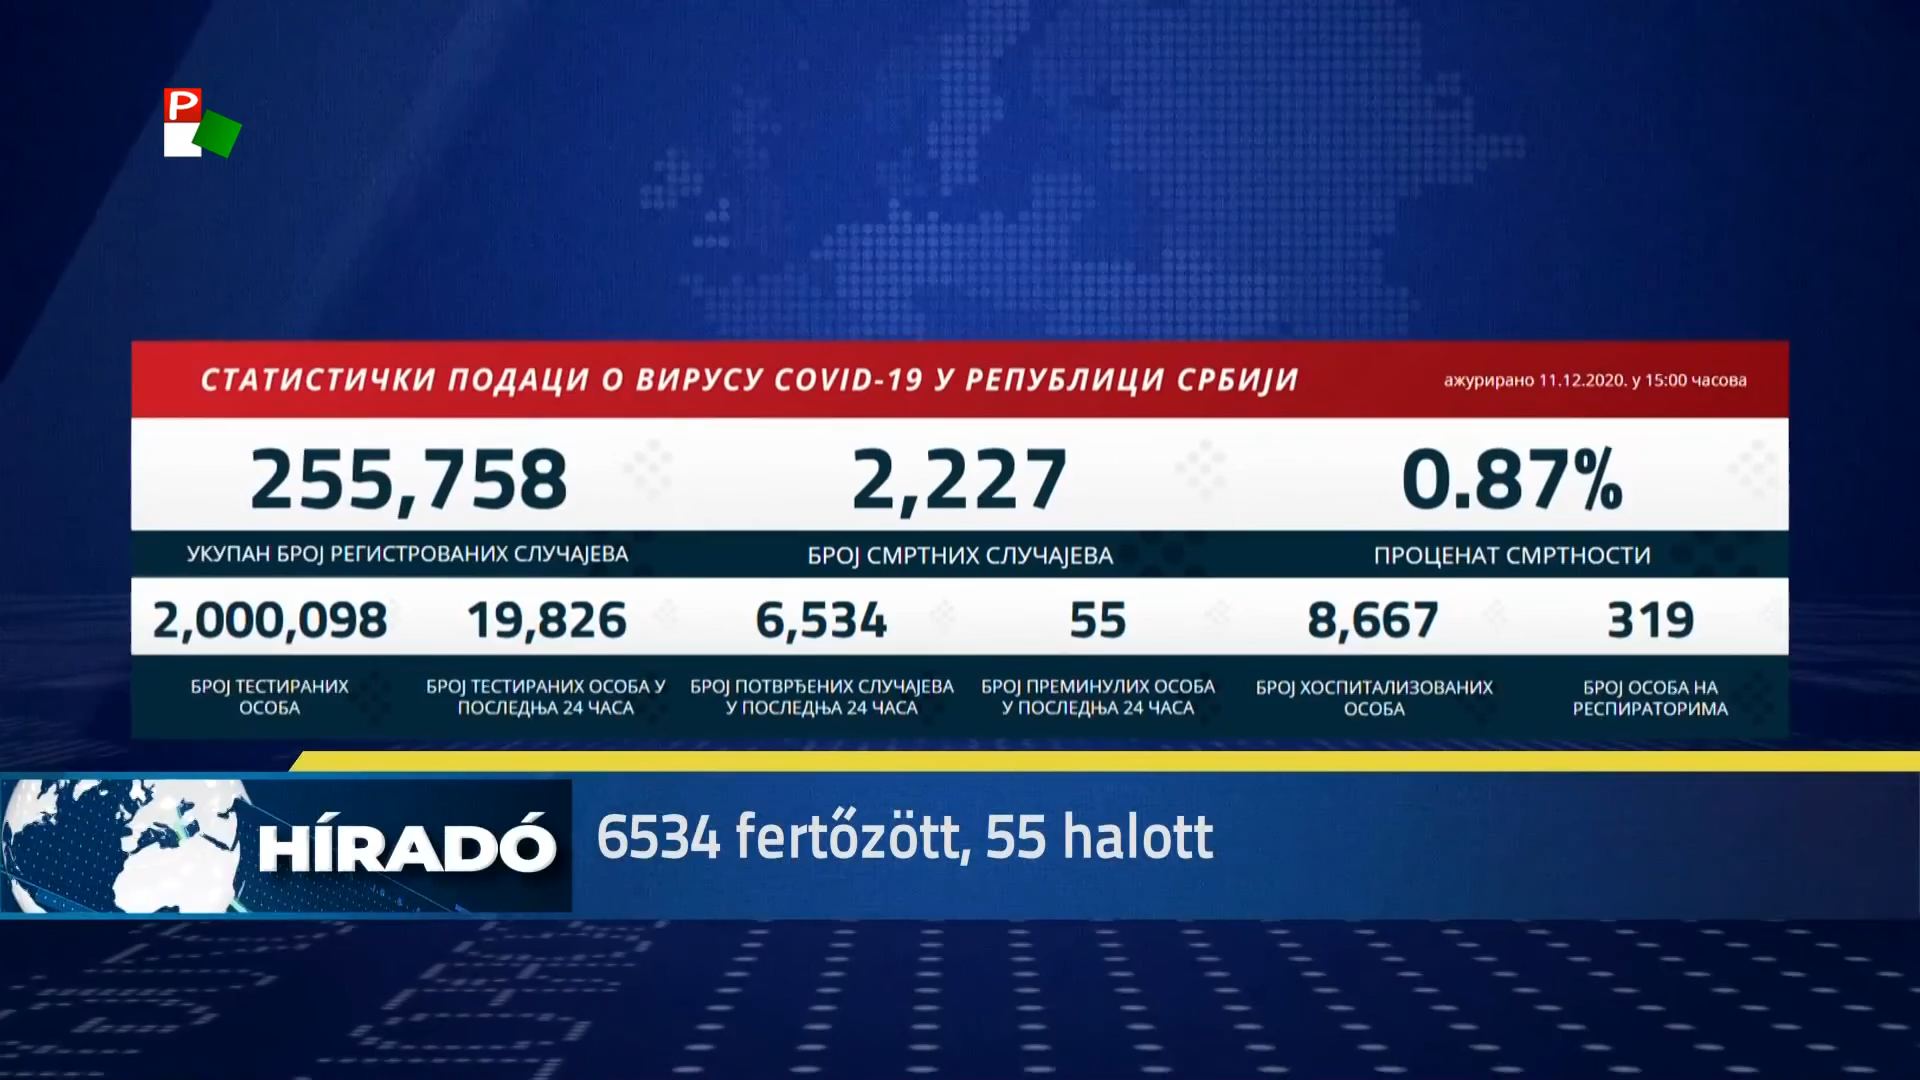 P
СТАТИСТИЧКИ ПОДАЦИ О ВИРУСУ COVID-19 У РЕПУБЛИЦИ СРБИЈИ
ажурирано 11.12.2020. у 15:00 часова
255,758
2,227
0.87%
УКУПАН БРОЈ РЕГИСТРОВАНИХ СЛУЧАЈЕВА
БРОЈ СМРТНИХ СЛУЧАЈЕВА
ПРОЦЕНАТ СМРТНОСТИ
2,000,098
19,826
6,534
55
8,667
319
БРОЈ ТЕСТИРАНИХ
ОСОБА
БРОЈ ТЕСТИРАНИХ ОСОБА У
ПОСЛЕДЊА 24 ЧАСА
БРОЈ ПОТВРЂЕНИХ СЛУЧАЈЕВА
У ПОСЛЕДЊА 24 ЧАСА
БРОЈ ПРЕМИНУЛИХ ОСОБА
У ПОСЛЕДЊА 24 ЧАСА
БРОЈ ХОСПИТАЛИЗОВАНИХ
ОСОБА
БРОЈ ОСОБА НА
РЕСПИРАТОРИМА
HÍRADÓ
6534 fertőzött, 55 halott